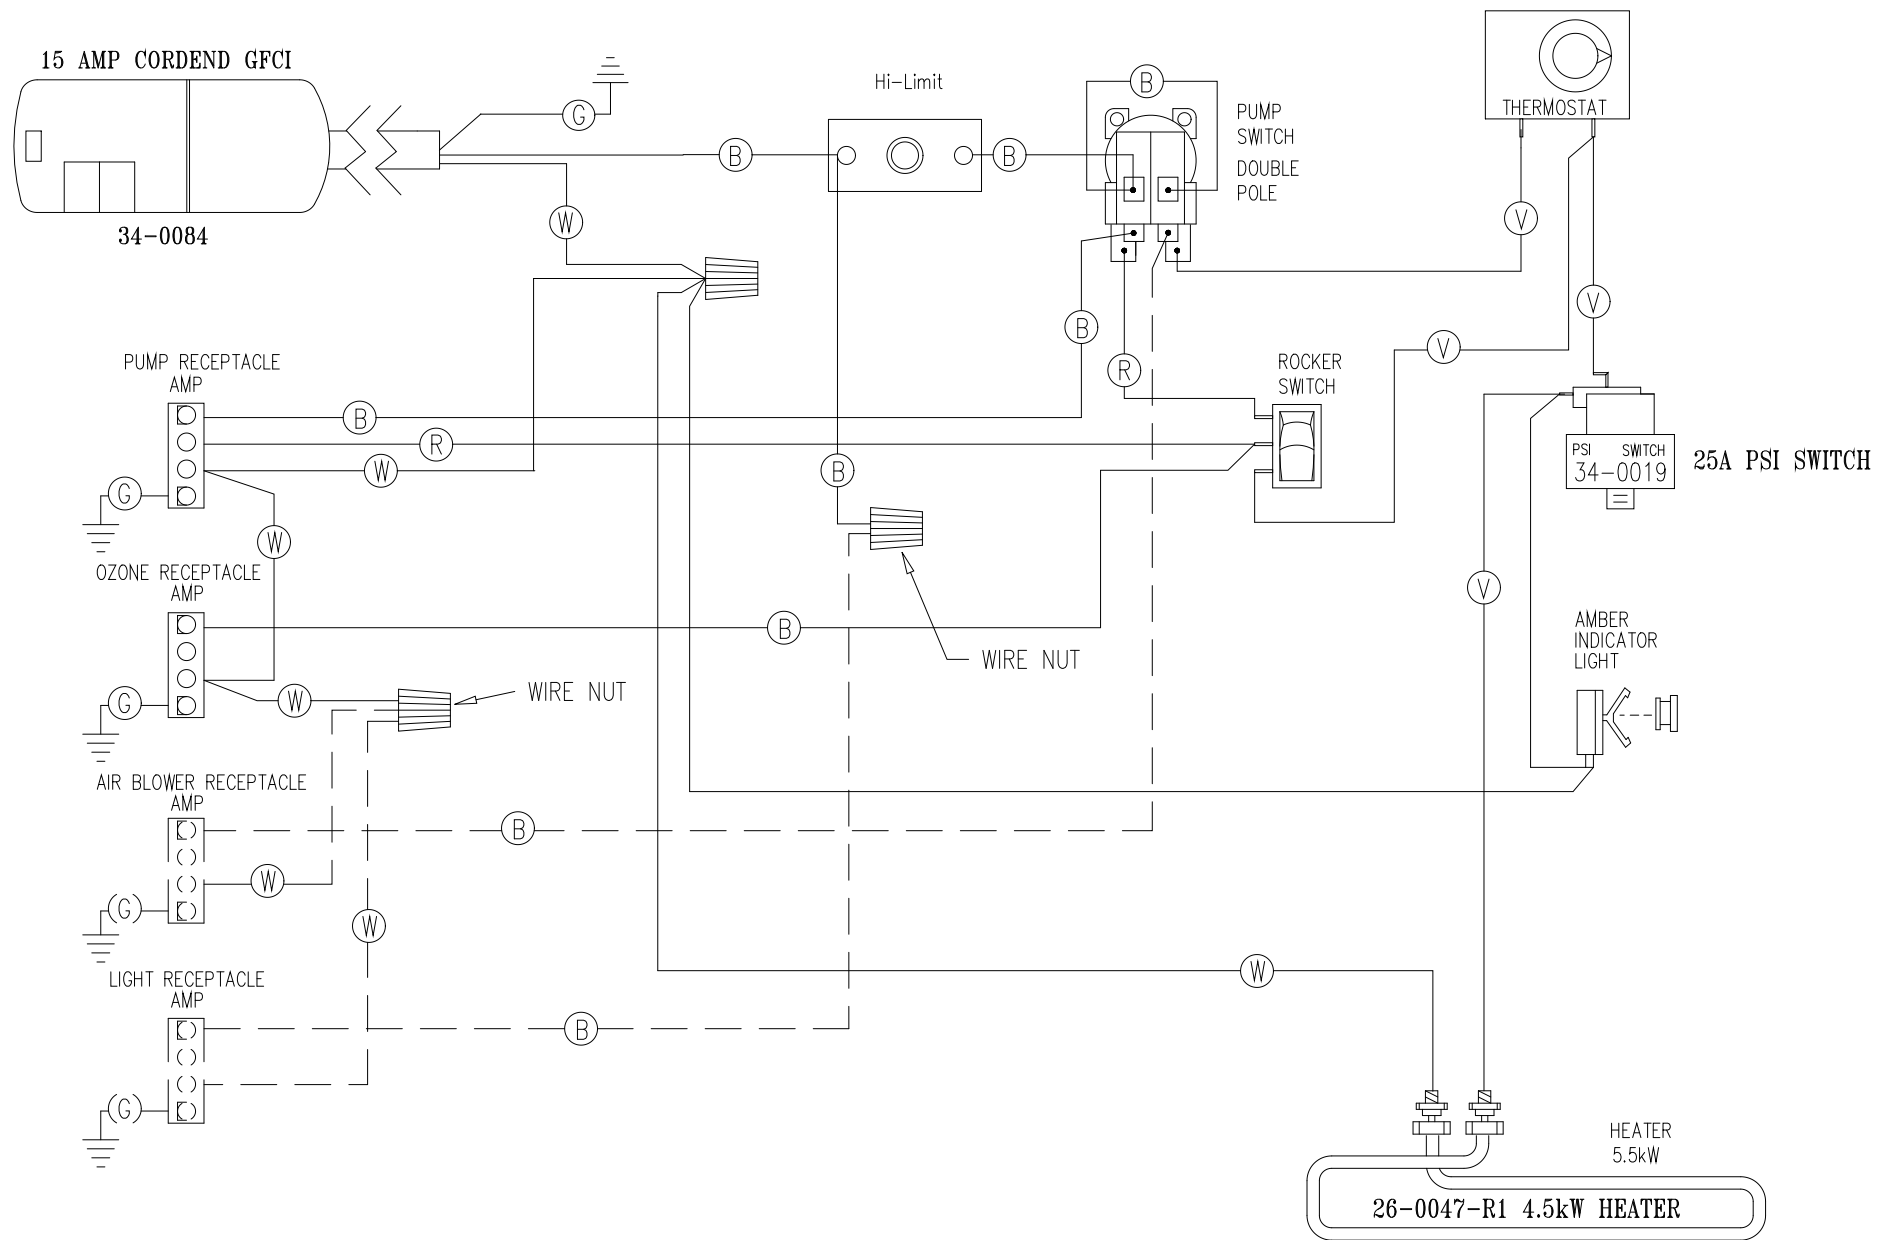 15 AMP CORDEND GFCI
34-0084
G
B
W
Hi-Limit
B
B
PUMP
SWITCH
DOUBLE
POLE
THERMOSTAT
V
V
V
B
R
ROCKER
SWITCH
PSI SWITCH
34-0019
25A PSI SWITCH
PUMP RECEPTACLE
AMP
B
R
W
G
W
B
WIRE NUT
OZONE RECEPTACLE
AMP
B
W
G
WIRE NUT
V
AMBER
INDICATOR
LIGHT
AIR BLOWER RECEPTACLE
AMP
B
W
(G)
W
LIGHT RECEPTACLE
AMP
B
(G)
W
HEATER
5.5kW
26-0047-R1 4.5kW HEATER